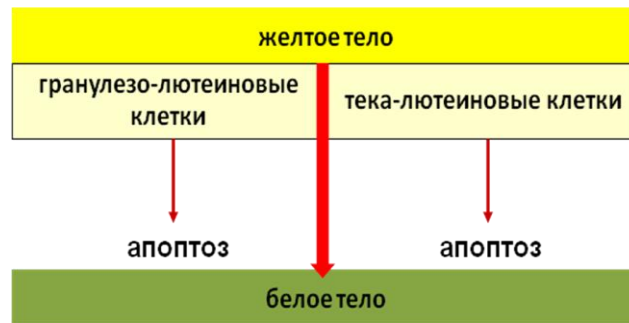 желтое тело
гранулезо-лютеиновые
клетки
тека-лютеиновые клетки
апоптоз
апоптоз
белое тело